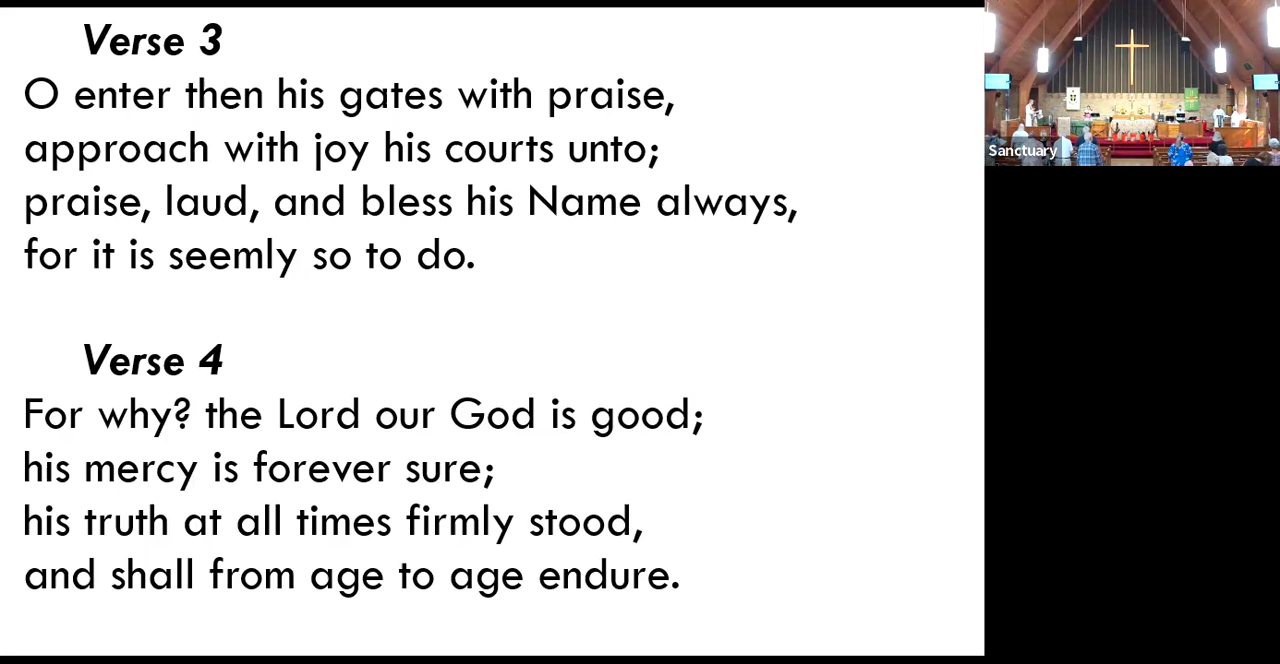 Verse 3
O enter then his gates with praise,
approach with joy his courts unto;
praise, laud, and bless his Name always,
for it is seemly so to do.
Verse 4
For why? the Lord our God is good;
his mercy is forever sure;
his truth at all times firmly stood,
and shall from age to age endure.
Sanctuary